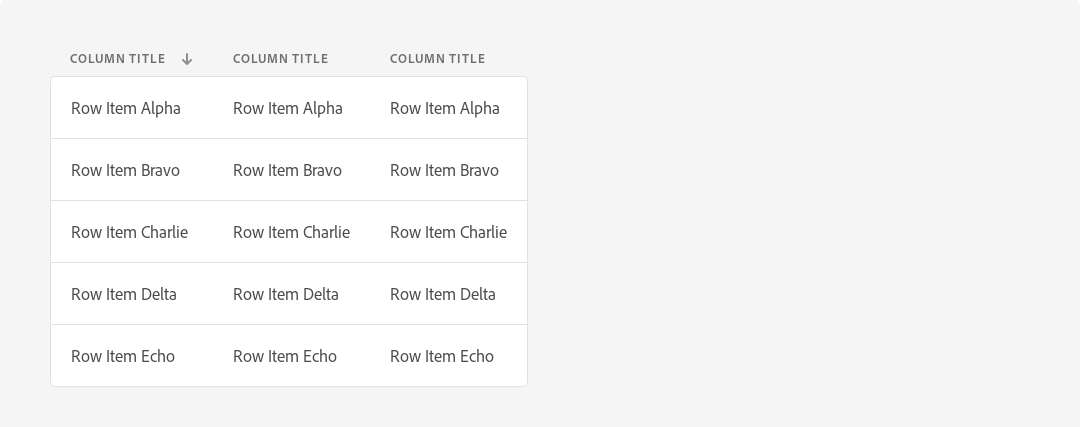 COLUMN TITLE COLUMN TITLE COLUMN TITLE
Row Item Alpha Row Item Alpha Row Item Alpha
Row Item Bravo Row Item Bravo Row Item Bravo
Row Item Charlie Row Item Charlie Row Item Charlie
Row Item Delta Row Item Delta Row Item Delta
Row Item Echo Row Item Echo Row Item Echo